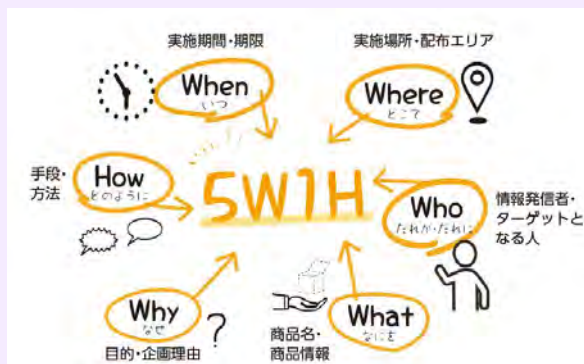 実施期間・期限
When
いつ
実施場所・配布エリア
Where
どこで
手段・
方法
How
どのように
5W1H
Who
だれが・だれに
情報発信者・
ターゲットと
なる人
Why
なぜ
?
目的・企画理由
What
なにを
商品名・
商品情報